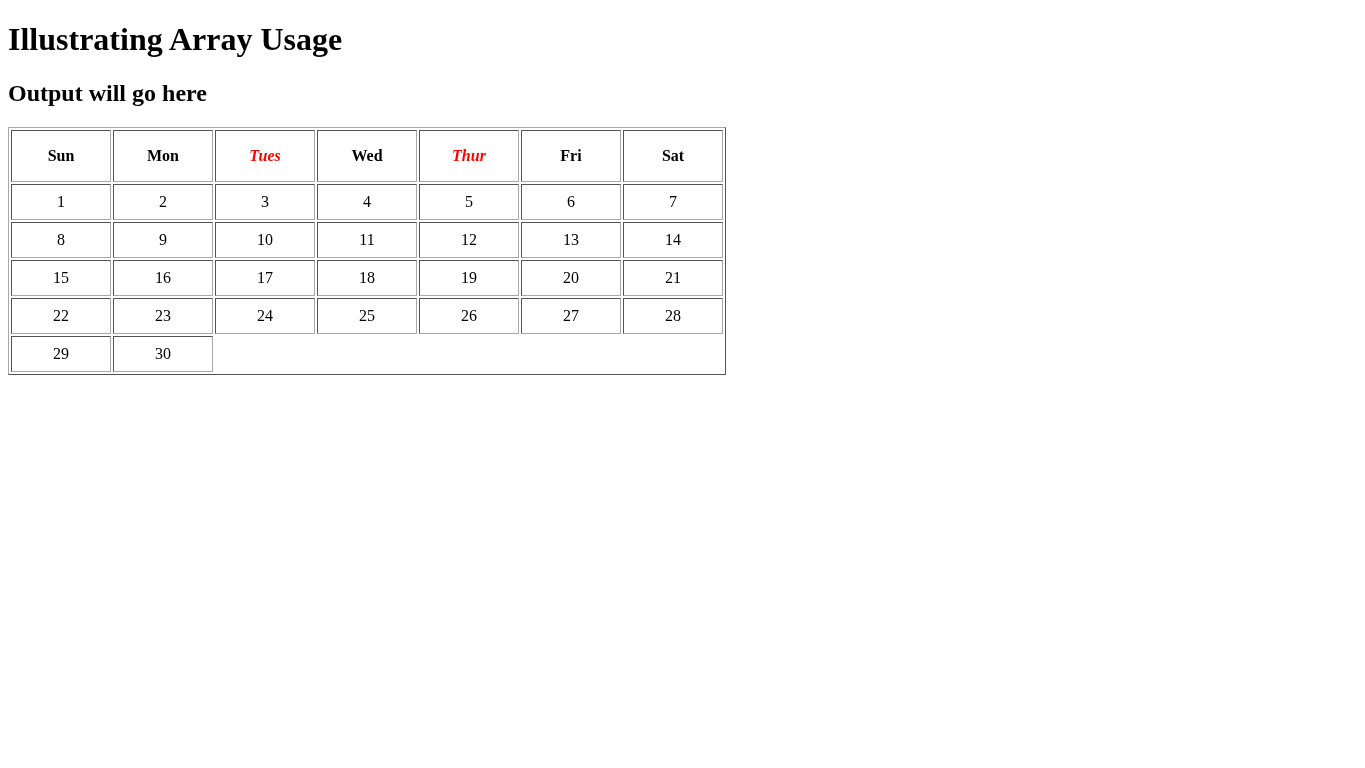 Illustrating Array Usage
Output will go here
Sun Mon Tues Wed Thur Fri Sat
1 2 3 4 5 6 7
8 9 10 11 12 13 14
15 16 17 18 19 20 21
22 23 24 25 26 27 28
29 30